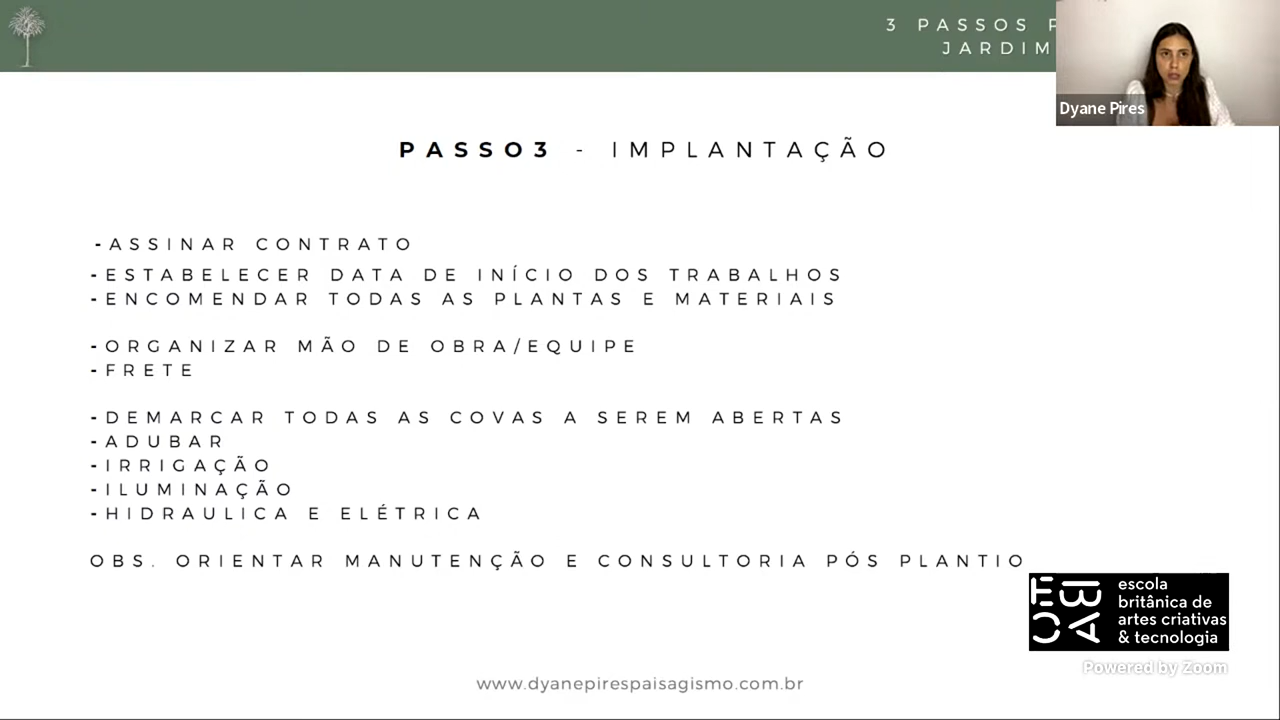 3 PASSOS
JARDIM
Dyane Pires
PASSO3 - IMPLANTAÇÃO
-ASSINAR CONTRATO
-ESTABELECER DATA DE INÍCIO DOS TRABALHOS
-ENCOMENDAR TODAS AS PLANTAS E MATERIAIS
-ORGANIZAR MÃO DE OBRA/EQUIPE
-FRETE
-DEMARCAR TODAS AS COVAS A SEREM ABERTAS
-ADUBAR
-IRRIGAÇÃO
-ILUMINAÇÃO
-HIDRAULICA E ELÉTRICA
OBS. ORIENTAR MANUTENÇÃO E CONSULTORIA PÓS PLANTIO
escola
britânica de
artes criativas
& tecnologia
Powered by Zoom
www.dyanepirespaisagismo.com.br